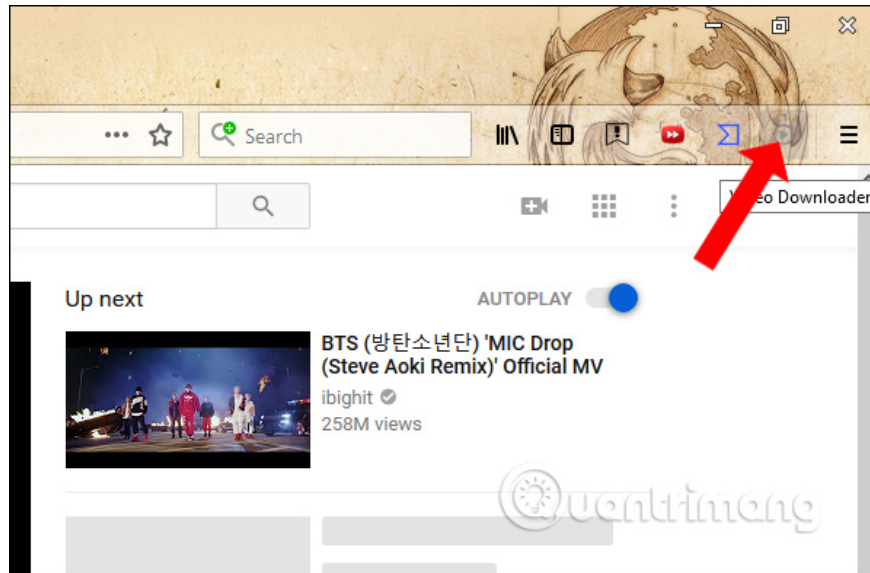 Search
Video Downloader
Up next
AUTOPLAY
BTS (방탄소년단) 'MIC Drop
(Steve Aoki Remix)' Official MV
ibighit
258M views
Quantrimang